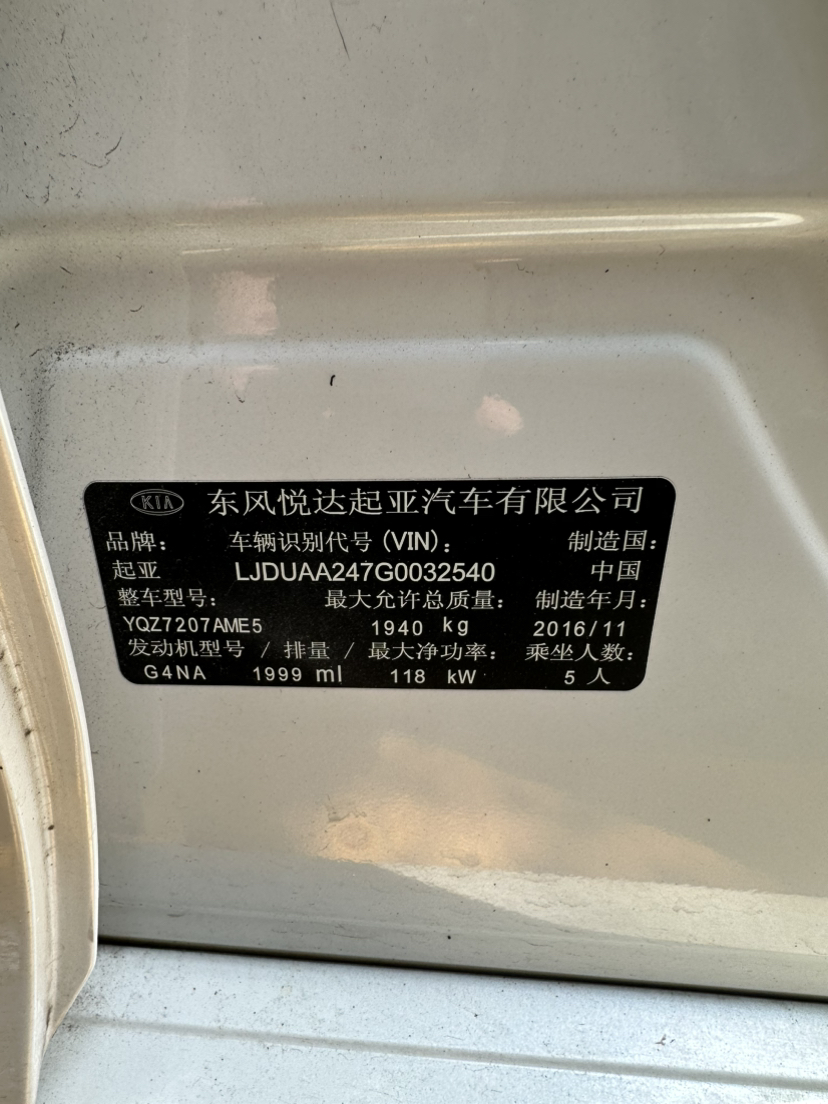 KIA 东风悦达起亚汽车有限公司
品牌： 车辆识别代号(VIN)： 制造国：
起亚 LJDUAA247G0032540 中国
整车型号： 最大允许总质量： 制造年月：
YQZ7207AME5 1940 kg 2016/11
发动机型号 / 排量 / 最大净功率： 乘坐人数：
G4NA 1999 ml 118 kW 5 人